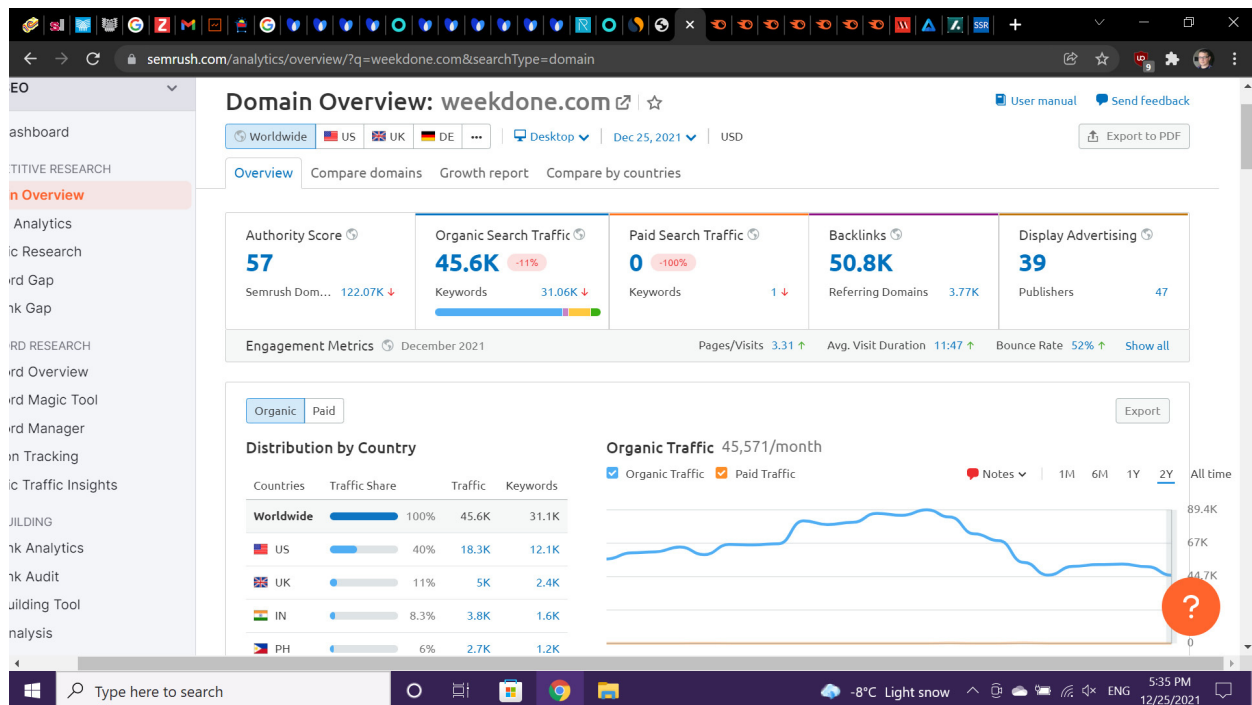 SSR
semrush.com/analytics/overview/?q=weekdone.com&searchType=domain
9
EO
ashboard
TITIVE RESEARCH
n Overview
Analytics
ic Research
rd Gap
nk Gap
RD RESEARCH
rd Overview
rd Magic Tool
rd Manager
on Tracking
ic Traffic Insights
UILDING
nk Analytics
nk Audit
uilding Tool
nalysis
Domain Overview: weekdone.com
User manual Send feedback
Worldwide US UK DE ••• Desktop Dec 25, 2021 USD
Export to PDF
Overview Compare domains Growth report Compare by countries
Authority Score
57
Semrush Dom... 122.07K ↓
Organic Search Traffic
45.6K -11%
Keywords 31.06K ↓
Paid Search Traffic
0 -100%
Keywords 1 ↓
Backlinks
50.8K
Referring Domains 3.77K
Display Advertising
39
Publishers 47
Engagement Metrics December 2021 Pages/Visits 3.31 ↑ Avg. Visit Duration 11:47 ↑ Bounce Rate 52% ↑ Show all
Organic Paid
Export
Distribution by Country
Countries Traffic Share Traffic Keywords
Worldwide 100% 45.6K 31.1K
US 40% 18.3K 12.1K
UK 11% 5K 2.4K
IN 8.3% 3.8K 1.6K
PH 6% 2.7K 1.2K
Organic Traffic 45,571/month
Organic Traffic Paid Traffic
Notes 1M 6M 1Y 2Y All time
89.4K
67K
44.7K
?
0
Type here to search
-8°C Light snow
ENG
5:35 PM
12/25/2021